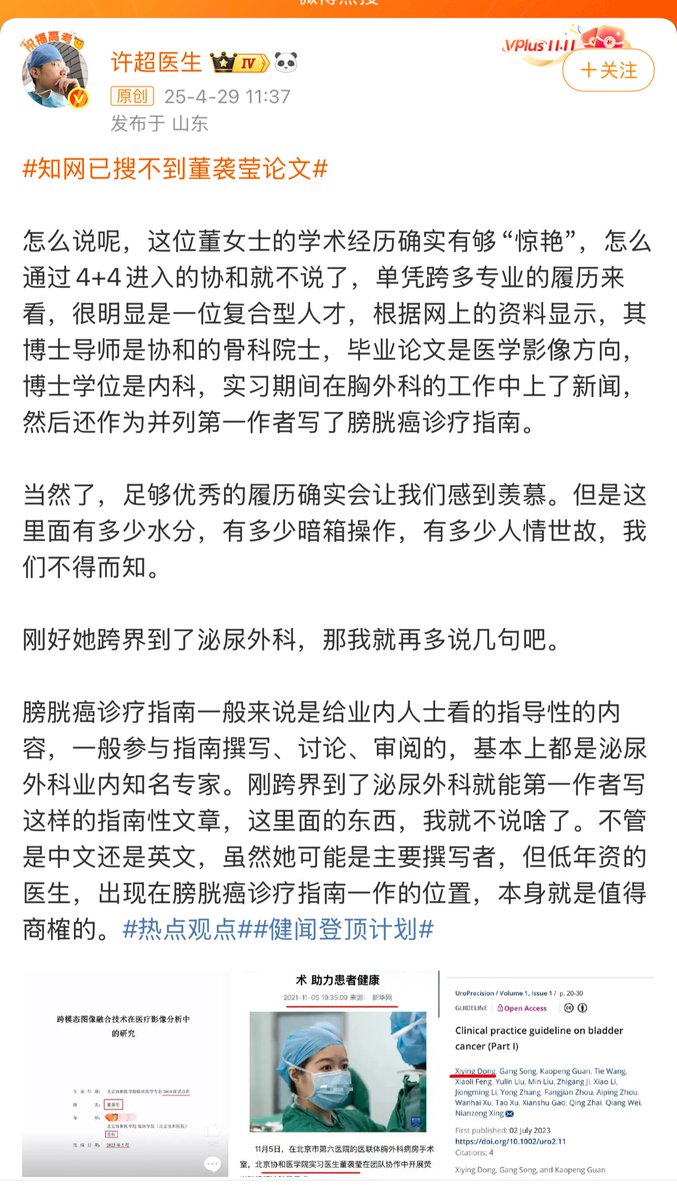 微博热搜
祝福高考
许超医生
IV
VPlus11.11
+关注
原创 25-4-29 11:37
发布于 山东
#知网已搜不到董袭莹论文#
怎么说呢，这位董女士的学术经历确实有够“惊艳”，怎么
通过4+4进入的协和就不说了，单凭跨多专业的履历来
看，很明显是一位复合型人才，根据网上的资料显示，其
博士导师是协和的骨科院士，毕业论文是医学影像方向，
博士学位是内科，实习期间在胸外科的工作中上了新闻，
然后还作为并列第一作者写了膀胱癌诊疗指南。
当然了，足够优秀的履历确实会让我们感到羡慕。但是这
里面有多少水分，有多少暗箱操作，有多少人情世故，我
们不得而知。
刚好她跨界到了泌尿外科，那我就再多说几句吧。
膀胱癌诊疗指南一般来说是给业内人士看的指导性的内
容，一般参与指南撰写、讨论、审阅的，基本上都是泌尿
外科业内知名专家。刚跨界到了泌尿外科就能第一作者写
这样的指南性文章，这里面的东西，我就不说啥了。不管
是中文还是英文，虽然她可能是主要撰写者，但低年资的
医生，出现在膀胱癌诊疗指南一作的位置，本身就是值得
商榷的。#热点观点##健闻登顶计划#
跨模态图像融合技术在医疗影像分析中
的研究
董袭莹
2023年5月
术 助力患者健康
2021-11-05 19:35:09 来源： 新华网
11月5日，在北京市第六医院的医联体胸外科病房手术
室，北京协和医学院实习医生董袭莹在团队协作中开展荧
UroPrecision / Volume 1, Issue 1 / p. 20-30
GUIDELINE Open Access
Clinical practice guideline on bladder
cancer (Part I)
Xiying Dong, Gang Song, Kaopeng Guan, Tie Wang,
Xiaoli Feng, Yulin Liu, Min Liu, Zhigang Ji, Xiao Li,
Jiongming Li, Yong Zhang, Fangjian Zhou, Aiping Zhou,
Wanhai Xu, Tao Xu, Xianshu Gao, Qing Zhai, Qiang Wei,
Nianzeng Xing
First published: 02 July 2023
https://doi.org/10.1002/uro2.11
Citations: 4
Xiying Dong, Gang Song, and Kaopeng Guan